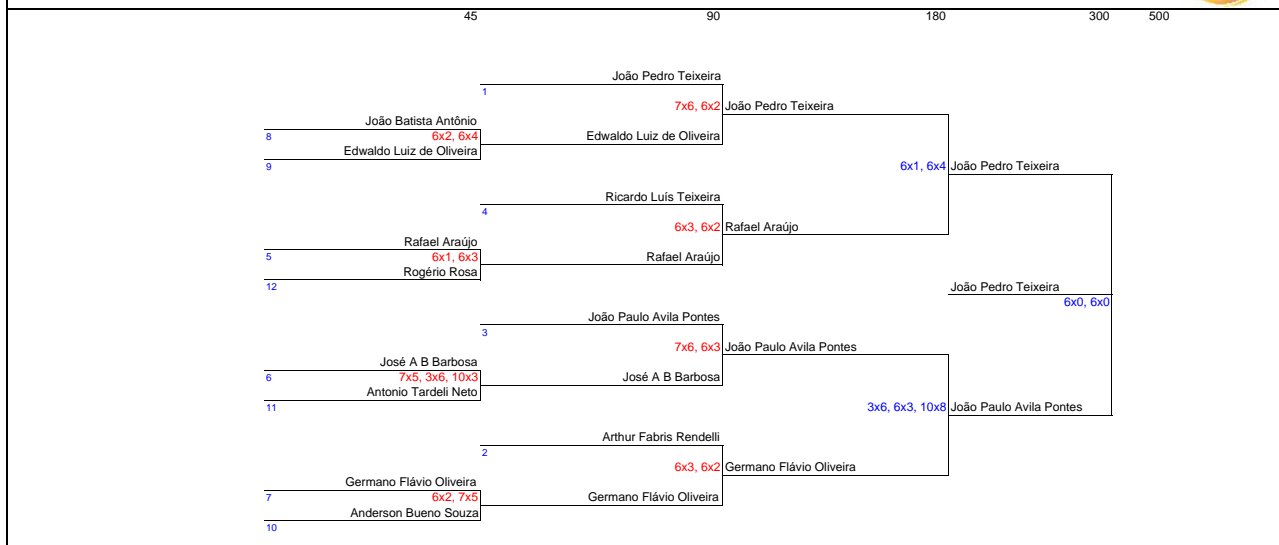 45 90 180 300 500
João Pedro Teixeira
1
7x6, 6x2 João Pedro Teixeira
João Batista Antônio
8 6x2, 6x4 Edwaldo Luiz de Oliveira
Edwaldo Luiz de Oliveira
9
6x1, 6x4 João Pedro Teixeira
Ricardo Luís Teixeira
4
6x3, 6x2 Rafael Araújo
Rafael Araújo
5 6x1, 6x3 Rafael Araújo
Rogério Rosa
12
João Pedro Teixeira
6x0, 6x0
João Paulo Avila Pontes
3
7x6, 6x3 João Paulo Avila Pontes
José A B Barbosa
6 7x5, 3x6, 10x3 José A B Barbosa
Antonio Tardeli Neto
11
3x6, 6x3, 10x8 João Paulo Avila Pontes
Arthur Fabris Rendelli
2
6x3, 6x2 Germano Flávio Oliveira
Germano Flávio Oliveira
7 6x2, 7x5 Germano Flávio Oliveira
Anderson Bueno Souza
10